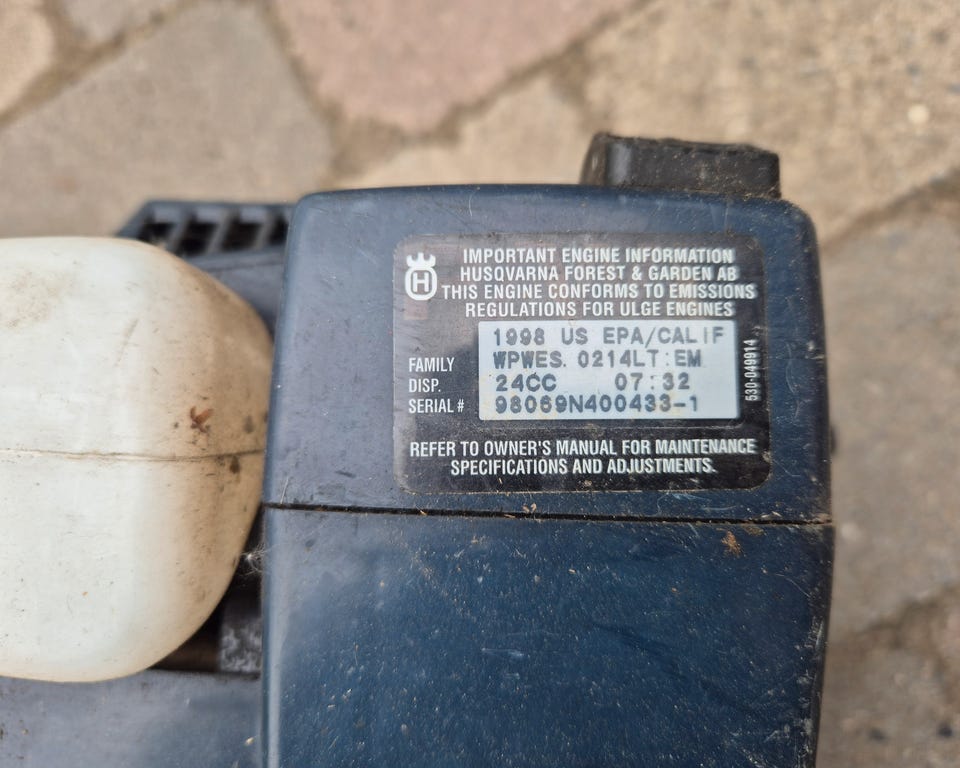 H
IMPORTANT ENGINE INFORMATION
HUSQVARNA FOREST & GARDEN AB
THIS ENGINE CONFORMS TO EMISSIONS
REGULATIONS FOR ULGE ENGINES
1998 US EPA/CALIF
FAMILY WPWES. 0214LT:EM
DISP. 24CC 07:32
SERIAL # 98069N400433-1
530-049914
REFER TO OWNER'S MANUAL FOR MAINTENANCE
SPECIFICATIONS AND ADJUSTMENTS.